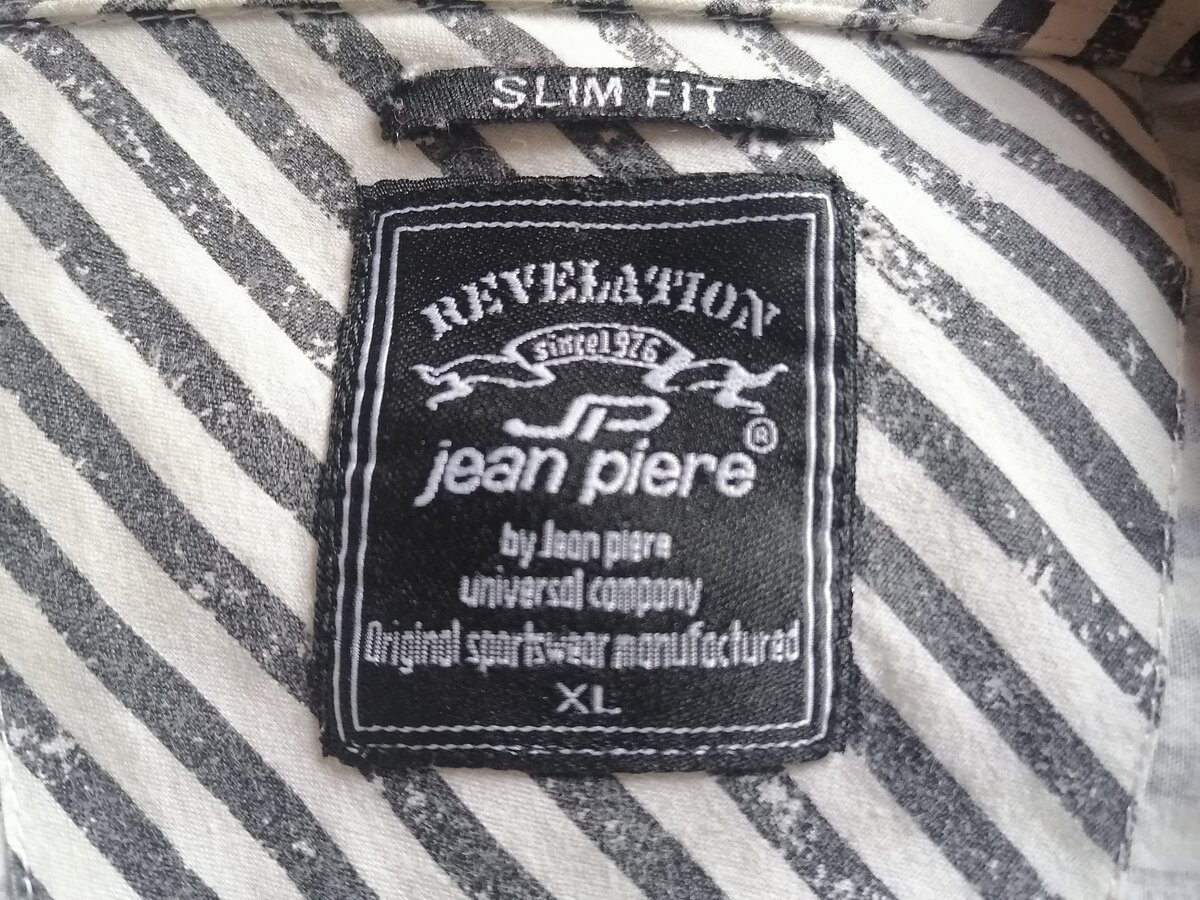 SLIM FIT
REVELATION
since1976
JP
jean piere®
by Jean piere
universal company
Original sportswear manufactured
XL